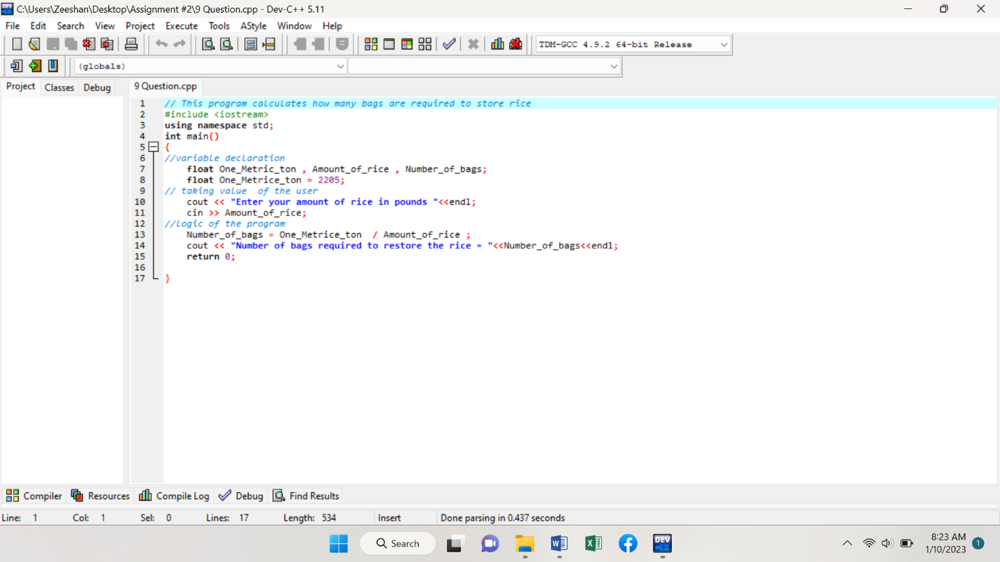 C:\Users\Zeeshan\Desktop\Assignment #2\9 Question.cpp - Dev-C++ 5.11
File Edit Search View Project Execute Tools AStyle Window Help
TDM-GCC 4.9.2 64-bit Release
(globals)
Project Classes Debug
9 Question.cpp
1 // This program calculates how many bags are required to store rice
2 #include <iostream>
3 using namespace std;
4 int main()
5 {
6 //variable declaration
7 float One_Metric_ton , Amount_of_rice , Number_of_bags;
8 float One_Metrice_ton = 2205;
9 // taking value  of the user
10 cout << "Enter your amount of rice in pounds "<<endl;
11 cin >> Amount_of_rice;
12 //logic of the program
13 Number_of_bags = One_Metrice_ton  / Amount_of_rice ;
14 cout << "Number of bags required to restore the rice = "<<Number_of_bags<<endl;
15 return 0;
16
17 }
Compiler Resources Compile Log Debug Find Results
Line: 1 Col: 1 Sel: 0 Lines: 17 Length: 534 Insert Done parsing in 0.437 seconds
Search
DEV
8:23 AM
1/10/2023
1